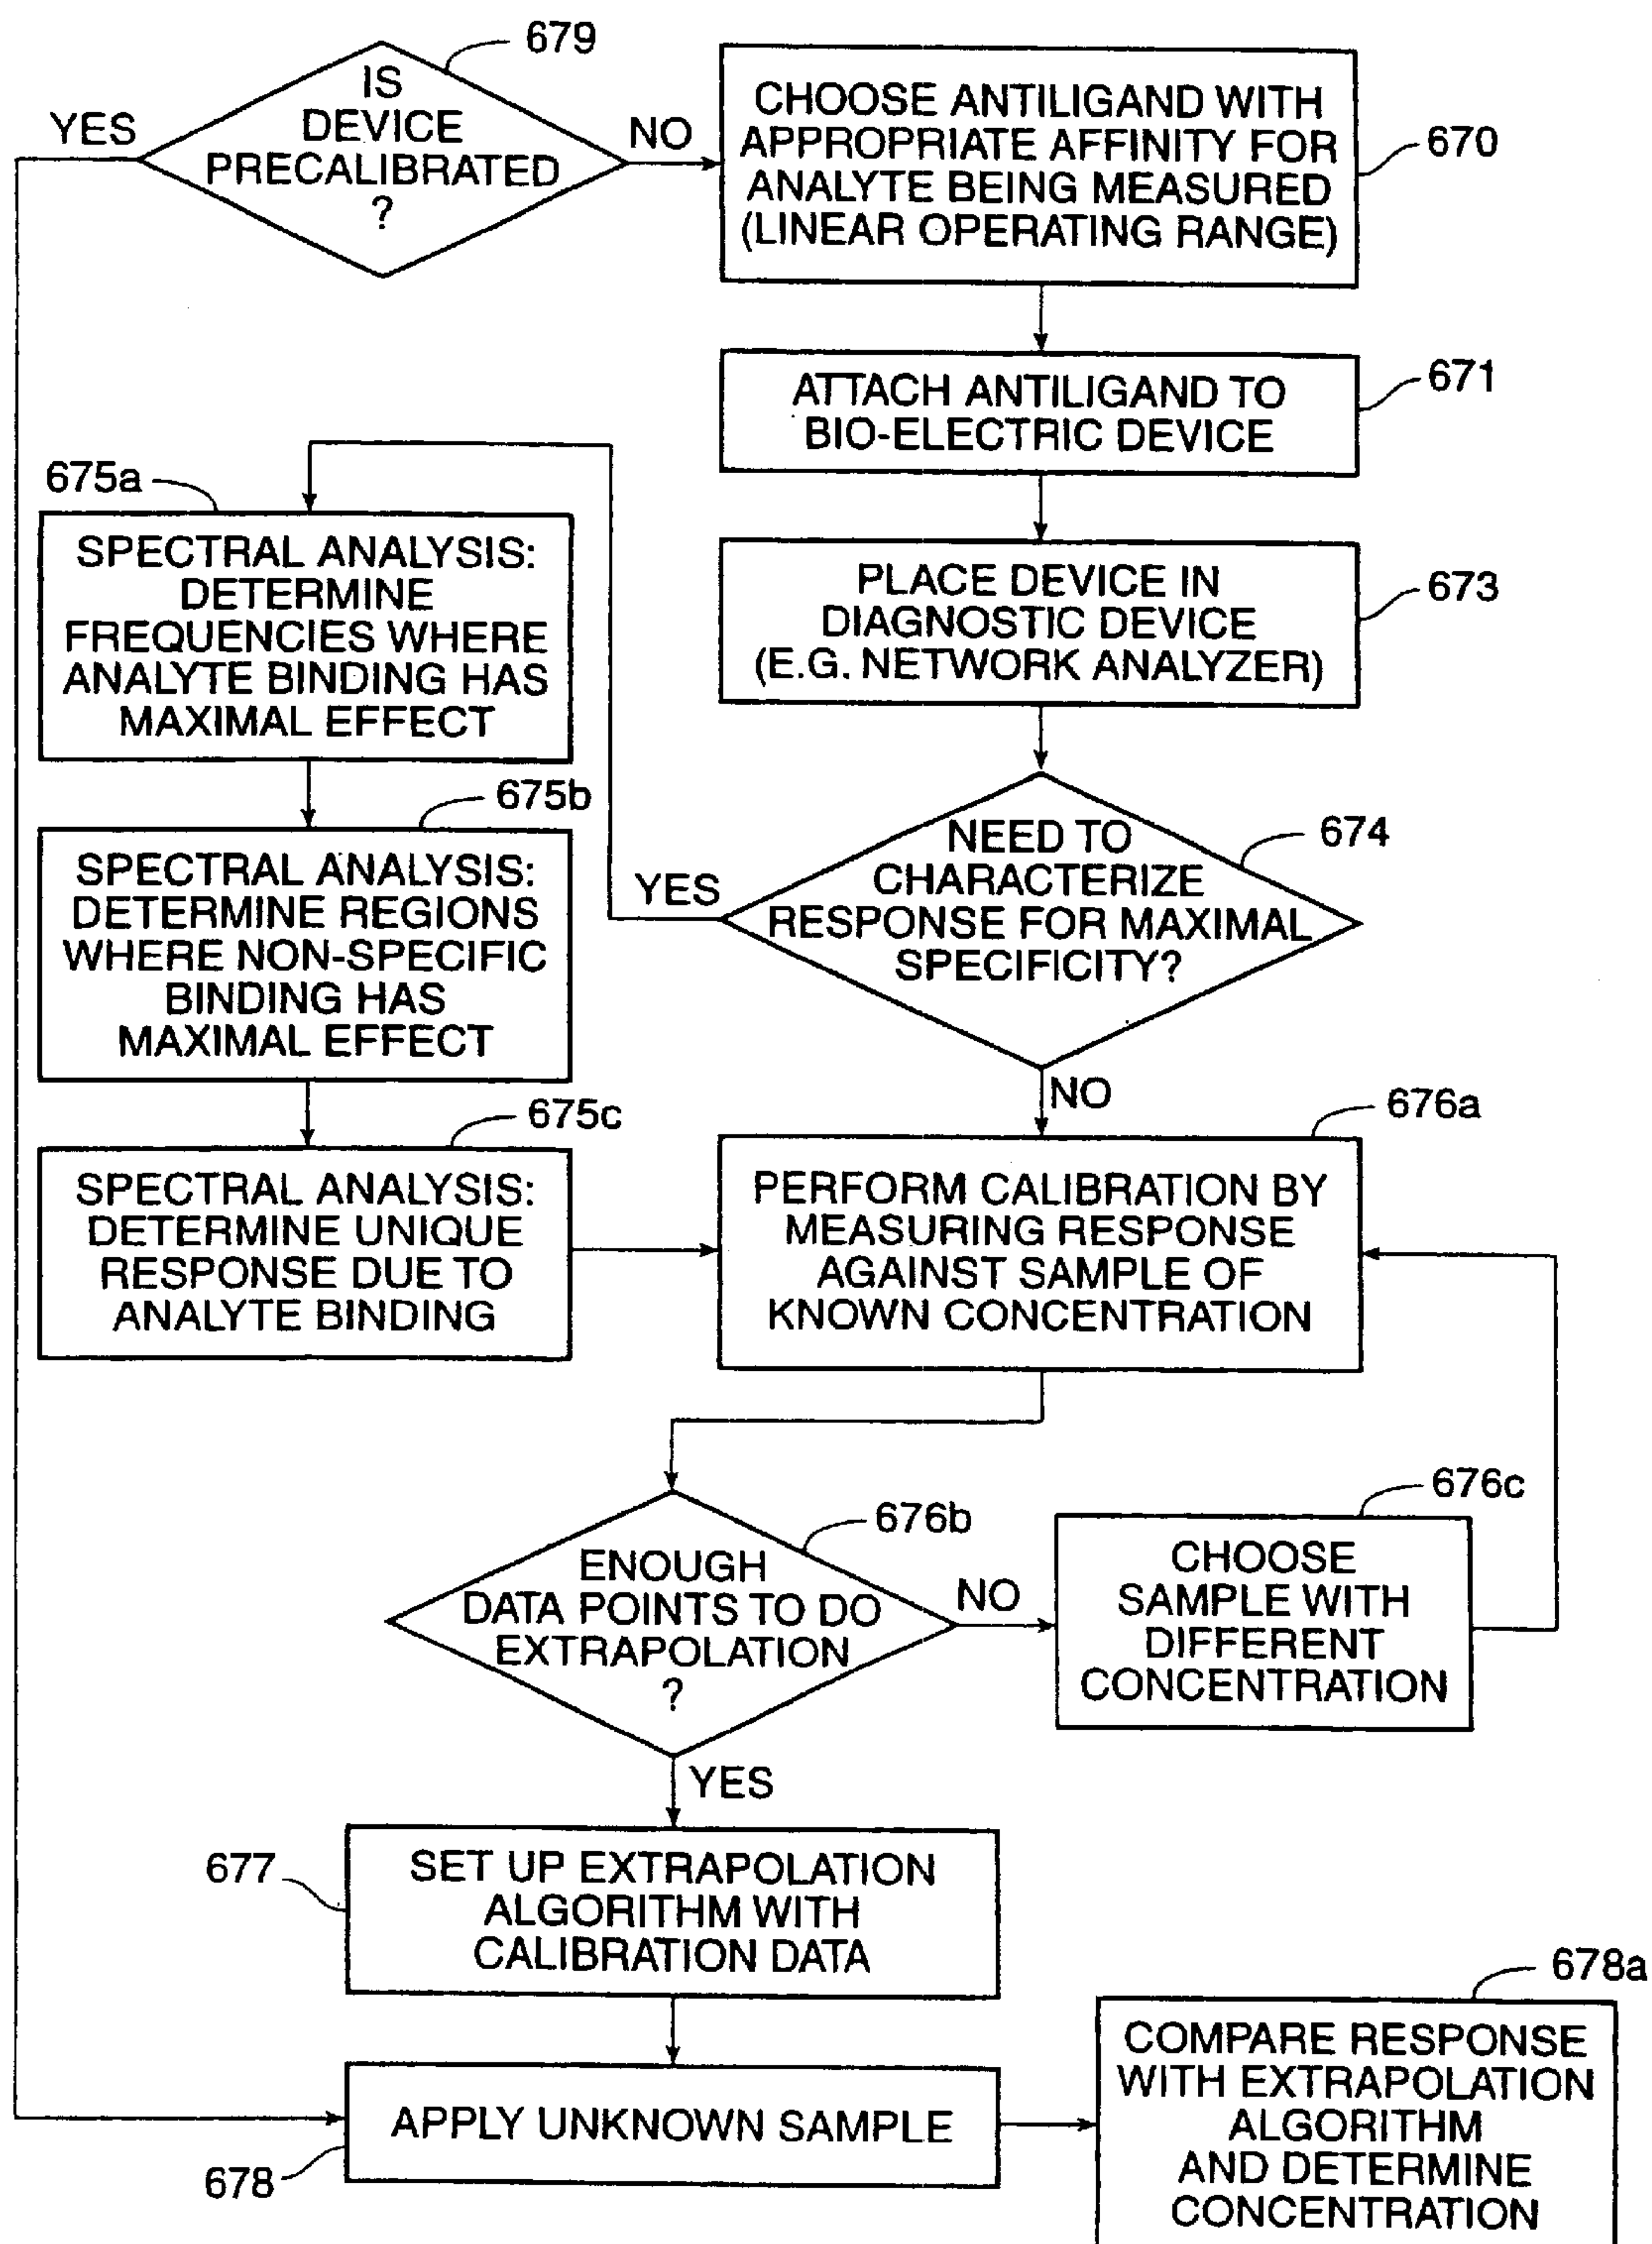 679
IS
DEVICE
PRECALIBRATED
?
YES
NO
CHOOSE ANTILIGAND WITH
APPROPRIATE AFFINITY FOR
ANALYTE BEING MEASURED
(LINEAR OPERATING RANGE)
670
ATTACH ANTILIGAND TO
BIO-ELECTRIC DEVICE
671
PLACE DEVICE IN
DIAGNOSTIC DEVICE
(E.G. NETWORK ANALYZER)
673
NEED TO
CHARACTERIZE
RESPONSE FOR MAXIMAL
SPECIFICITY?
674
YES
NO
675a
SPECTRAL ANALYSIS:
DETERMINE
FREQUENCIES WHERE
ANALYTE BINDING HAS
MAXIMAL EFFECT
675b
SPECTRAL ANALYSIS:
DETERMINE REGIONS
WHERE NON-SPECIFIC
BINDING HAS
MAXIMAL EFFECT
675c
SPECTRAL ANALYSIS:
DETERMINE UNIQUE
RESPONSE DUE TO
ANALYTE BINDING
676a
PERFORM CALIBRATION BY
MEASURING RESPONSE
AGAINST SAMPLE OF
KNOWN CONCENTRATION
676b
ENOUGH
DATA POINTS TO DO
EXTRAPOLATION
?
NO
YES
676c
CHOOSE
SAMPLE WITH
DIFFERENT
CONCENTRATION
677
SET UP EXTRAPOLATION
ALGORITHM WITH
CALIBRATION DATA
APPLY UNKNOWN SAMPLE
678
678a
COMPARE RESPONSE
WITH EXTRAPOLATION
ALGORITHM
AND DETERMINE
CONCENTRATION